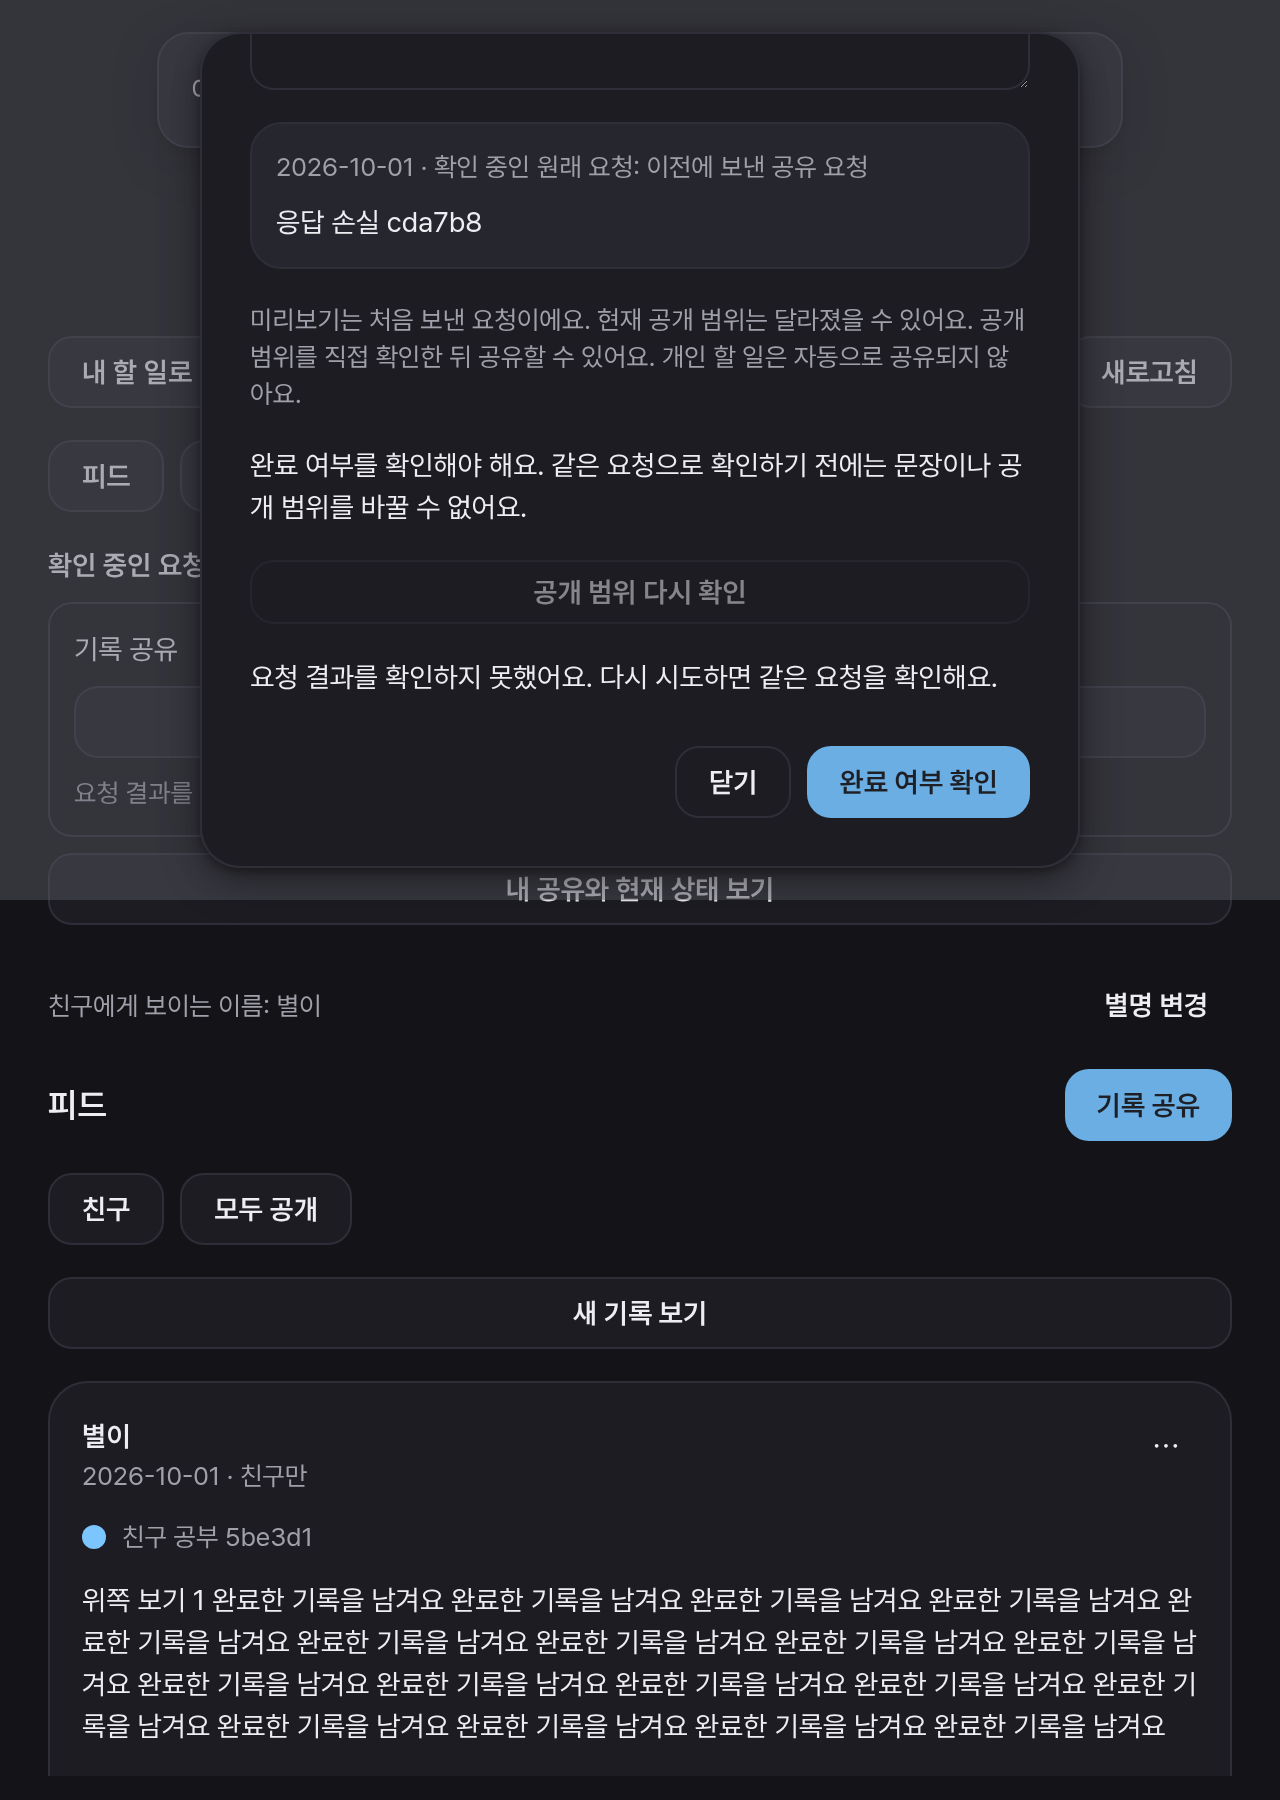 2026-10-01 · 확인 중인 원래 요청: 이전에 보낸 공유 요청
응답 손실 cda7b8
미리보기는 처음 보낸 요청이에요. 현재 공개 범위는 달라졌을 수 있어요. 공개
범위를 직접 확인한 뒤 공유할 수 있어요. 개인 할 일은 자동으로 공유되지 않
아요.
완료 여부를 확인해야 해요. 같은 요청으로 확인하기 전에는 문장이나 공
개 범위를 바꿀 수 없어요.
공개 범위 다시 확인
요청 결과를 확인하지 못했어요. 다시 시도하면 같은 요청을 확인해요.
닫기
완료 여부 확인
내 할 일로
새로고침
피드
확인 중인 요청
기록 공유
요청 결과를
내 공유와 현재 상태 보기
친구에게 보이는 이름: 별이
별명 변경
피드
기록 공유
친구
모두 공개
새 기록 보기
별이
...
2026-10-01 · 친구만
친구 공부 5be3d1
위쪽 보기 1 완료한 기록을 남겨요 완료한 기록을 남겨요 완료한 기록을 남겨요 완료한 기록을 남겨요 완
료한 기록을 남겨요 완료한 기록을 남겨요 완료한 기록을 남겨요 완료한 기록을 남겨요 완료한 기록을 남
겨요 완료한 기록을 남겨요 완료한 기록을 남겨요 완료한 기록을 남겨요 완료한 기록을 남겨요 완료한 기
록을 남겨요 완료한 기록을 남겨요 완료한 기록을 남겨요 완료한 기록을 남겨요 완료한 기록을 남겨요